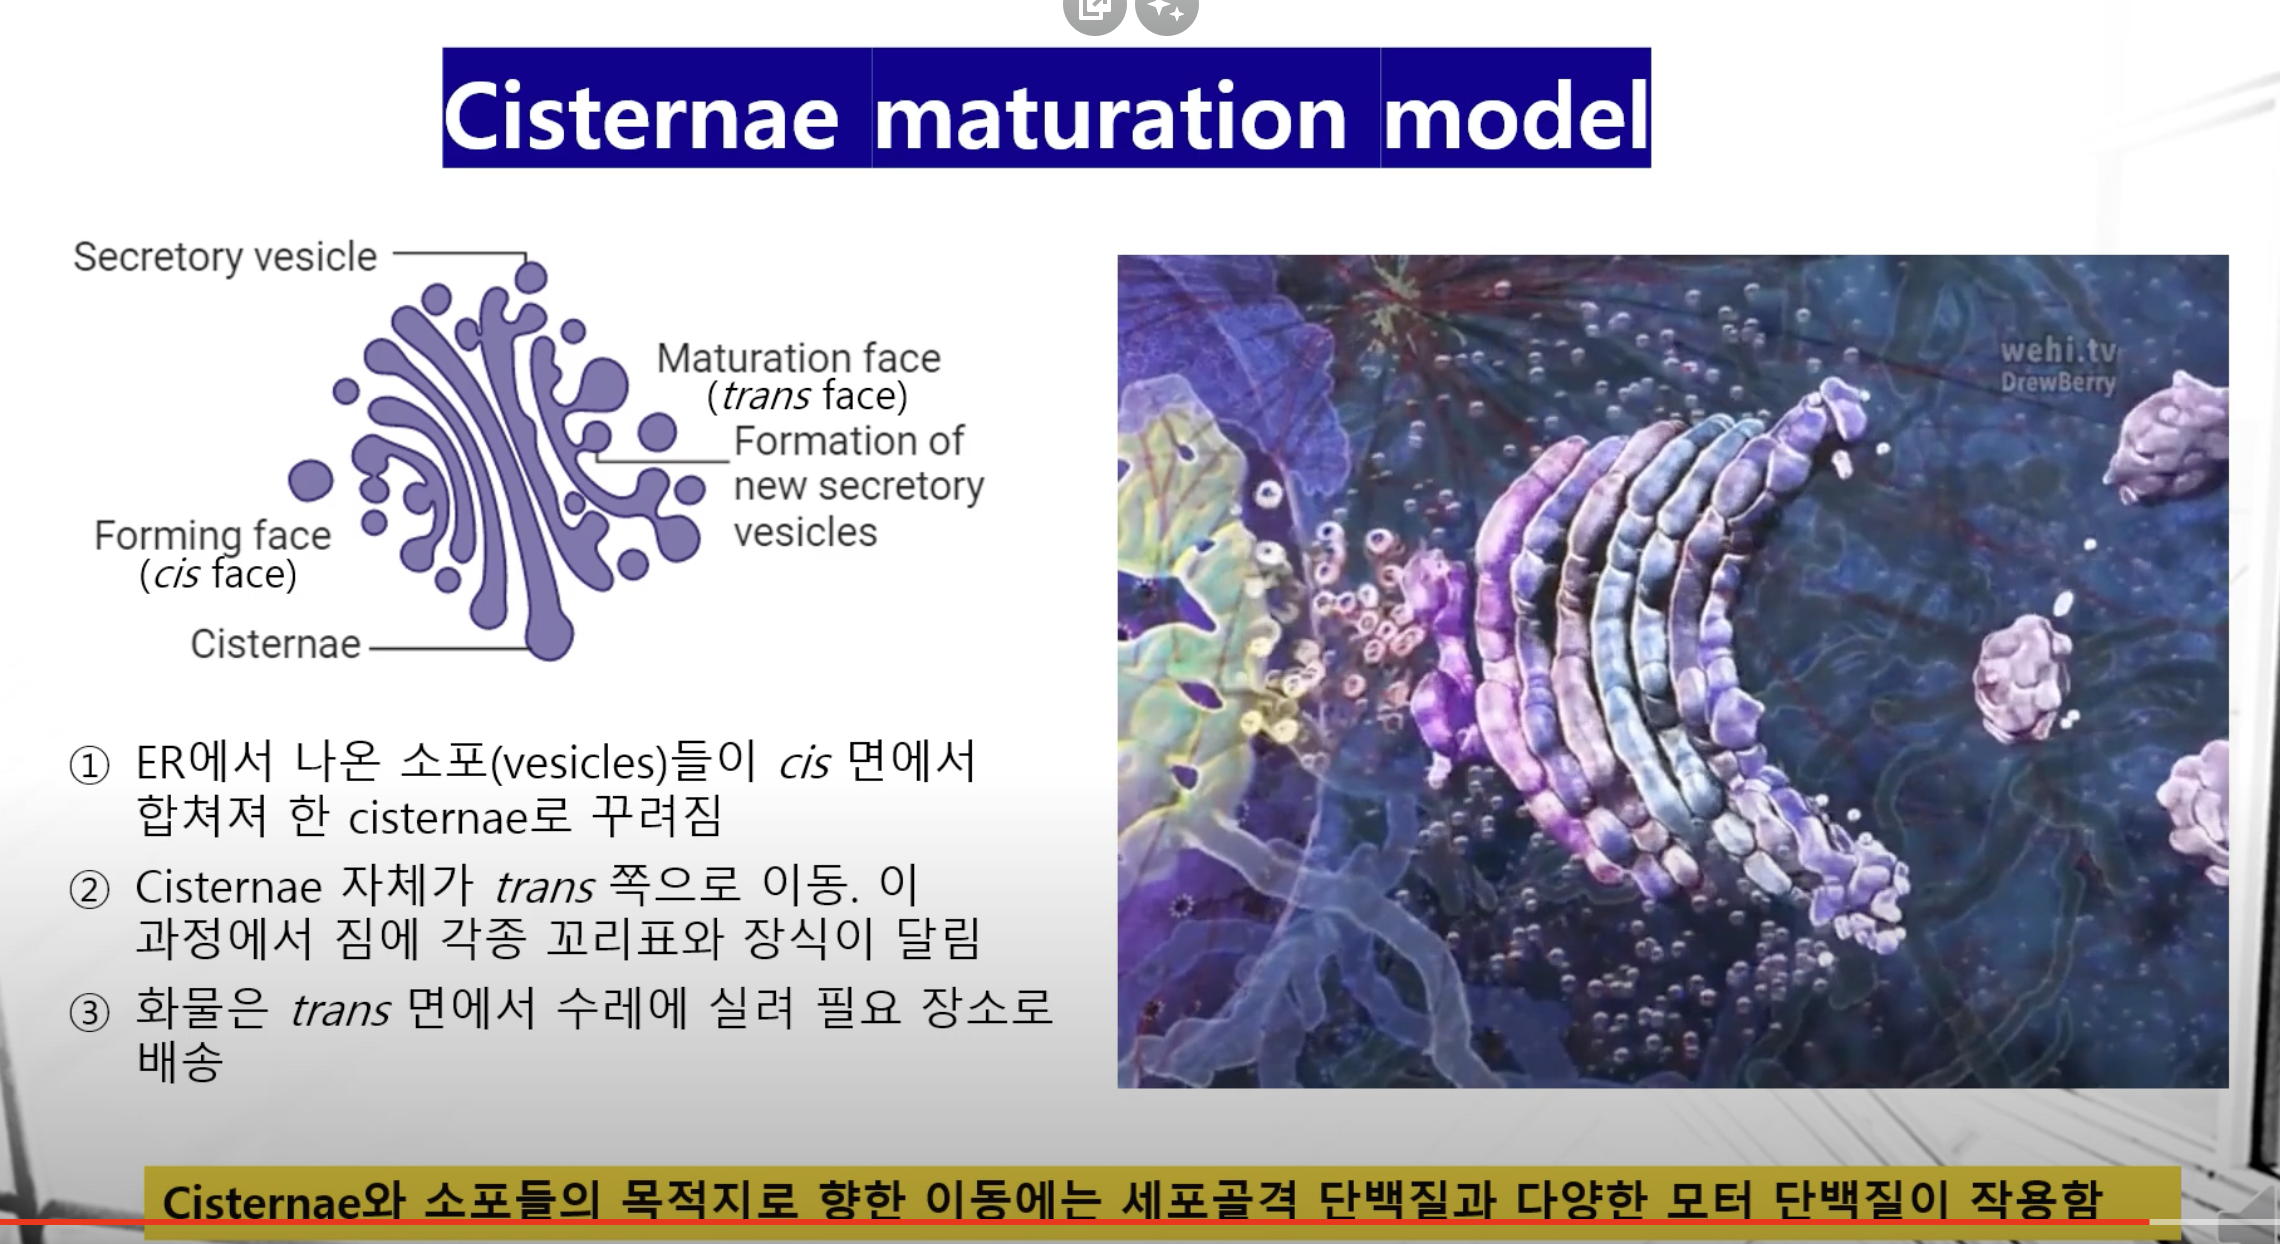 Cisternae maturation model
Secretory vesicle
Maturation face
(trans face)
Formation of
new secretory
vesicles
Forming face
(cis face)
Cisternae
wehi.tv
DrewBerry
① ER에서 나온 소포(vesicles)들이 cis 면에서
합쳐져 한 cisternae로 꾸려짐
② Cisternae 자체가 trans 쪽으로 이동. 이
과정에서 짐에 각종 꼬리표와 장식이 달림
③ 화물은 trans 면에서 수레에 실려 필요 장소로
배송
Cisternae와 소포들의 목적지로 향한 이동에는 세포골격 단백질과 다양한 모터 단백질이 작용함